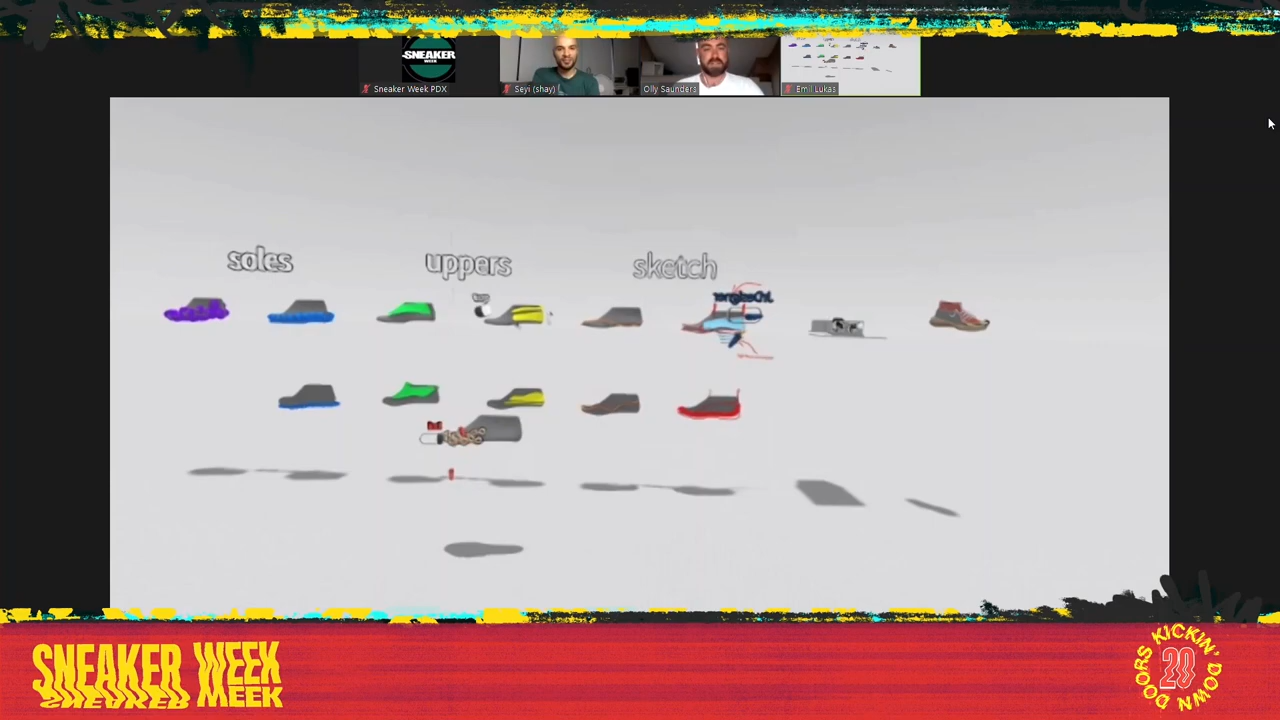 SNEAKER
WEEK
Sneaker Week PDX
Seyi (shay)
Olly Saunders
Emil Lukas
soles
uppers
sketch
SNEAKER WEEK
KICKIN' DOWN DOORS
20